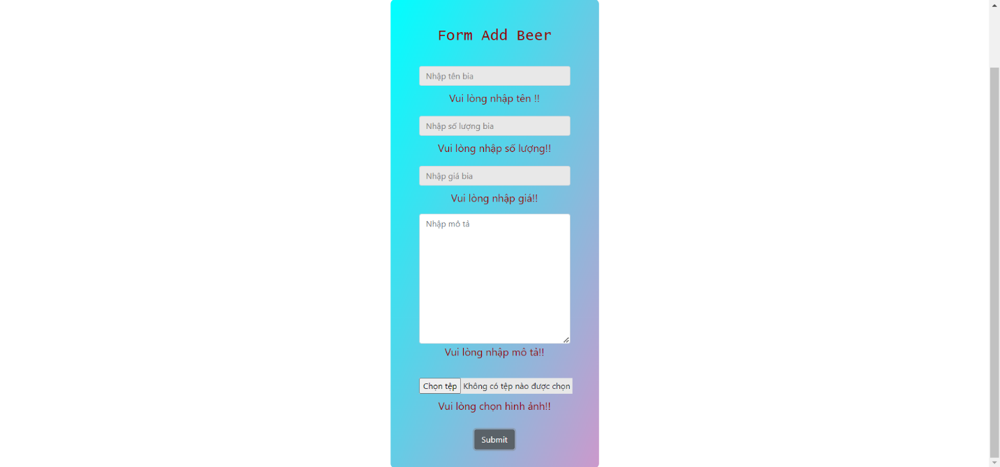 Form Add Beer
Nhập tên bia
Vui lòng nhập tên !!
Nhập số lượng bia
Vui lòng nhập số lượng!!
Nhập giá bia
Vui lòng nhập giá!!
Nhập mô tả
Vui lòng nhập mô tả!!
Chọn tệp Không có tệp nào được chọn
Vui lòng chọn hình ảnh!!
Submit